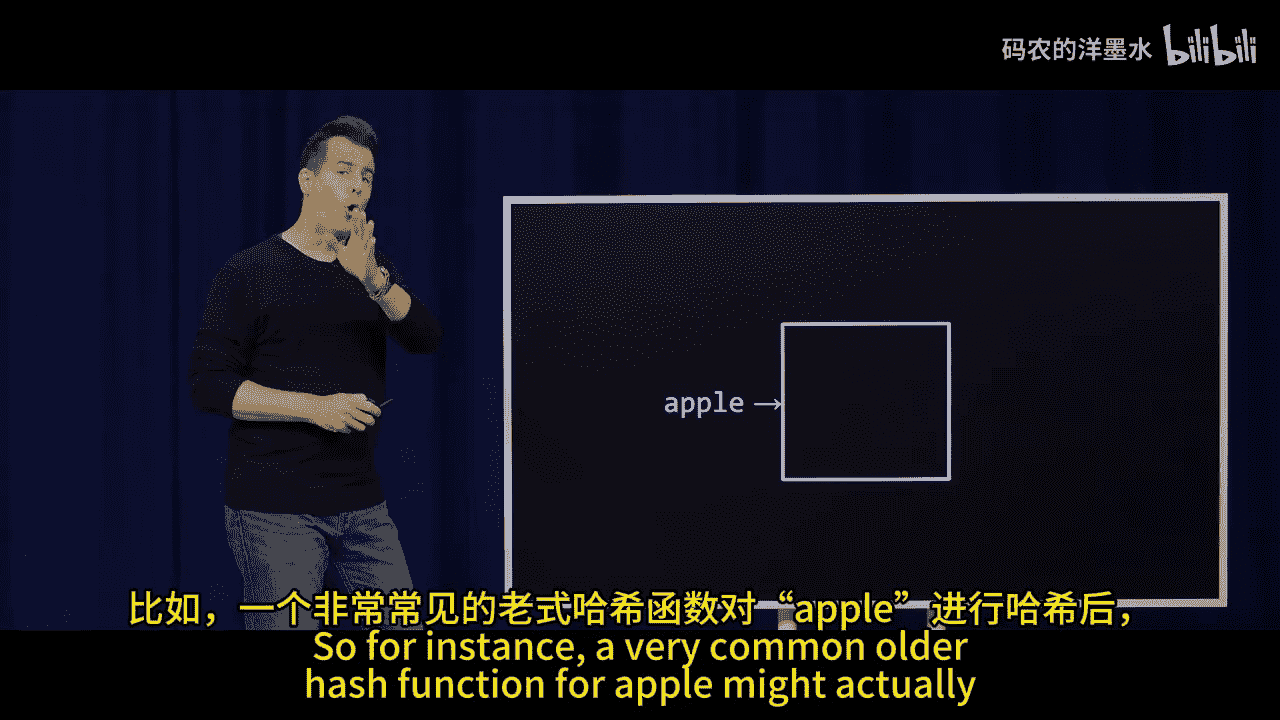 码农的洋墨水 bilibili
apple →
比如，一个非常常见的老式哈希函数对“apple”进行哈希后，
So for instance, a very common older
hash function for apple might actually